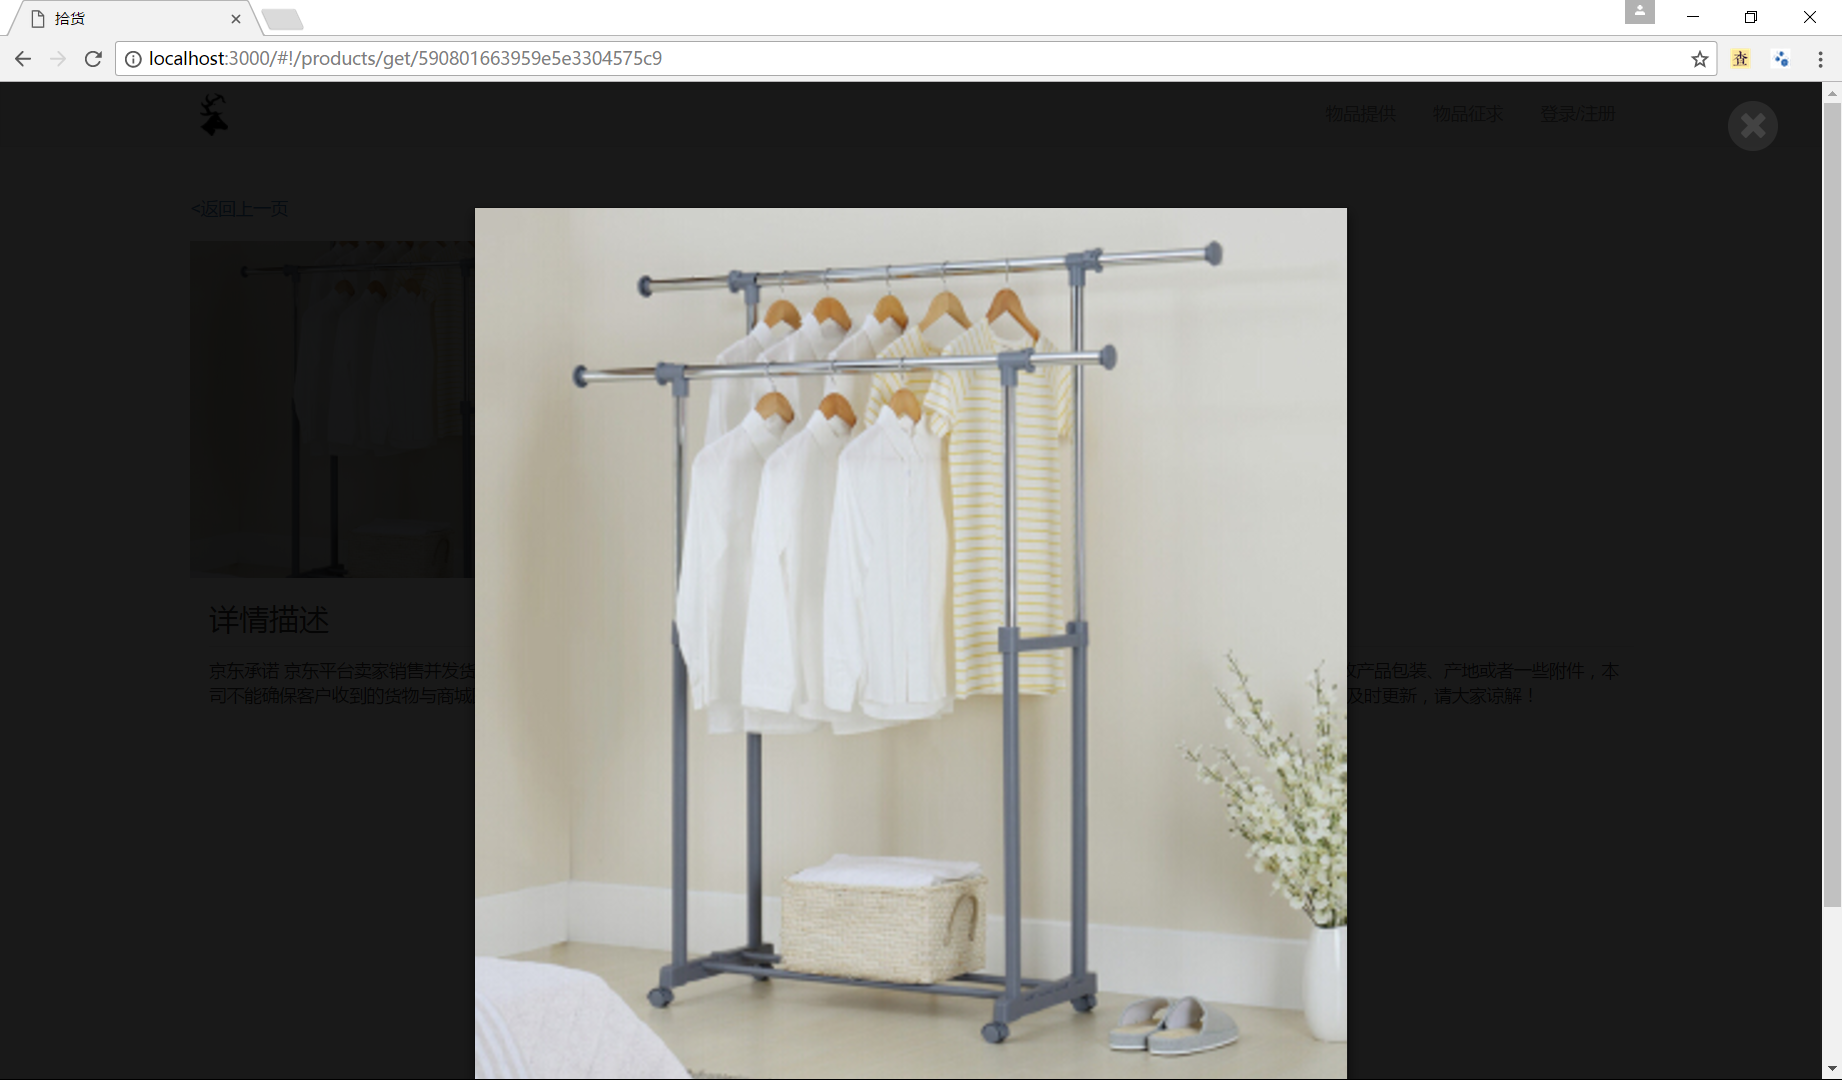 拾货
localhost:3000/#!/products/get/590801663959e5e3304575c9
查
物品提供 物品征求 登录/注册
<返回上一页
详情描述
京东承诺 京东平台卖家销售并发货 产品包装、产地或者一些附件，本
司不能确保客户收到的货物与商城 及时更新，请大家谅解！